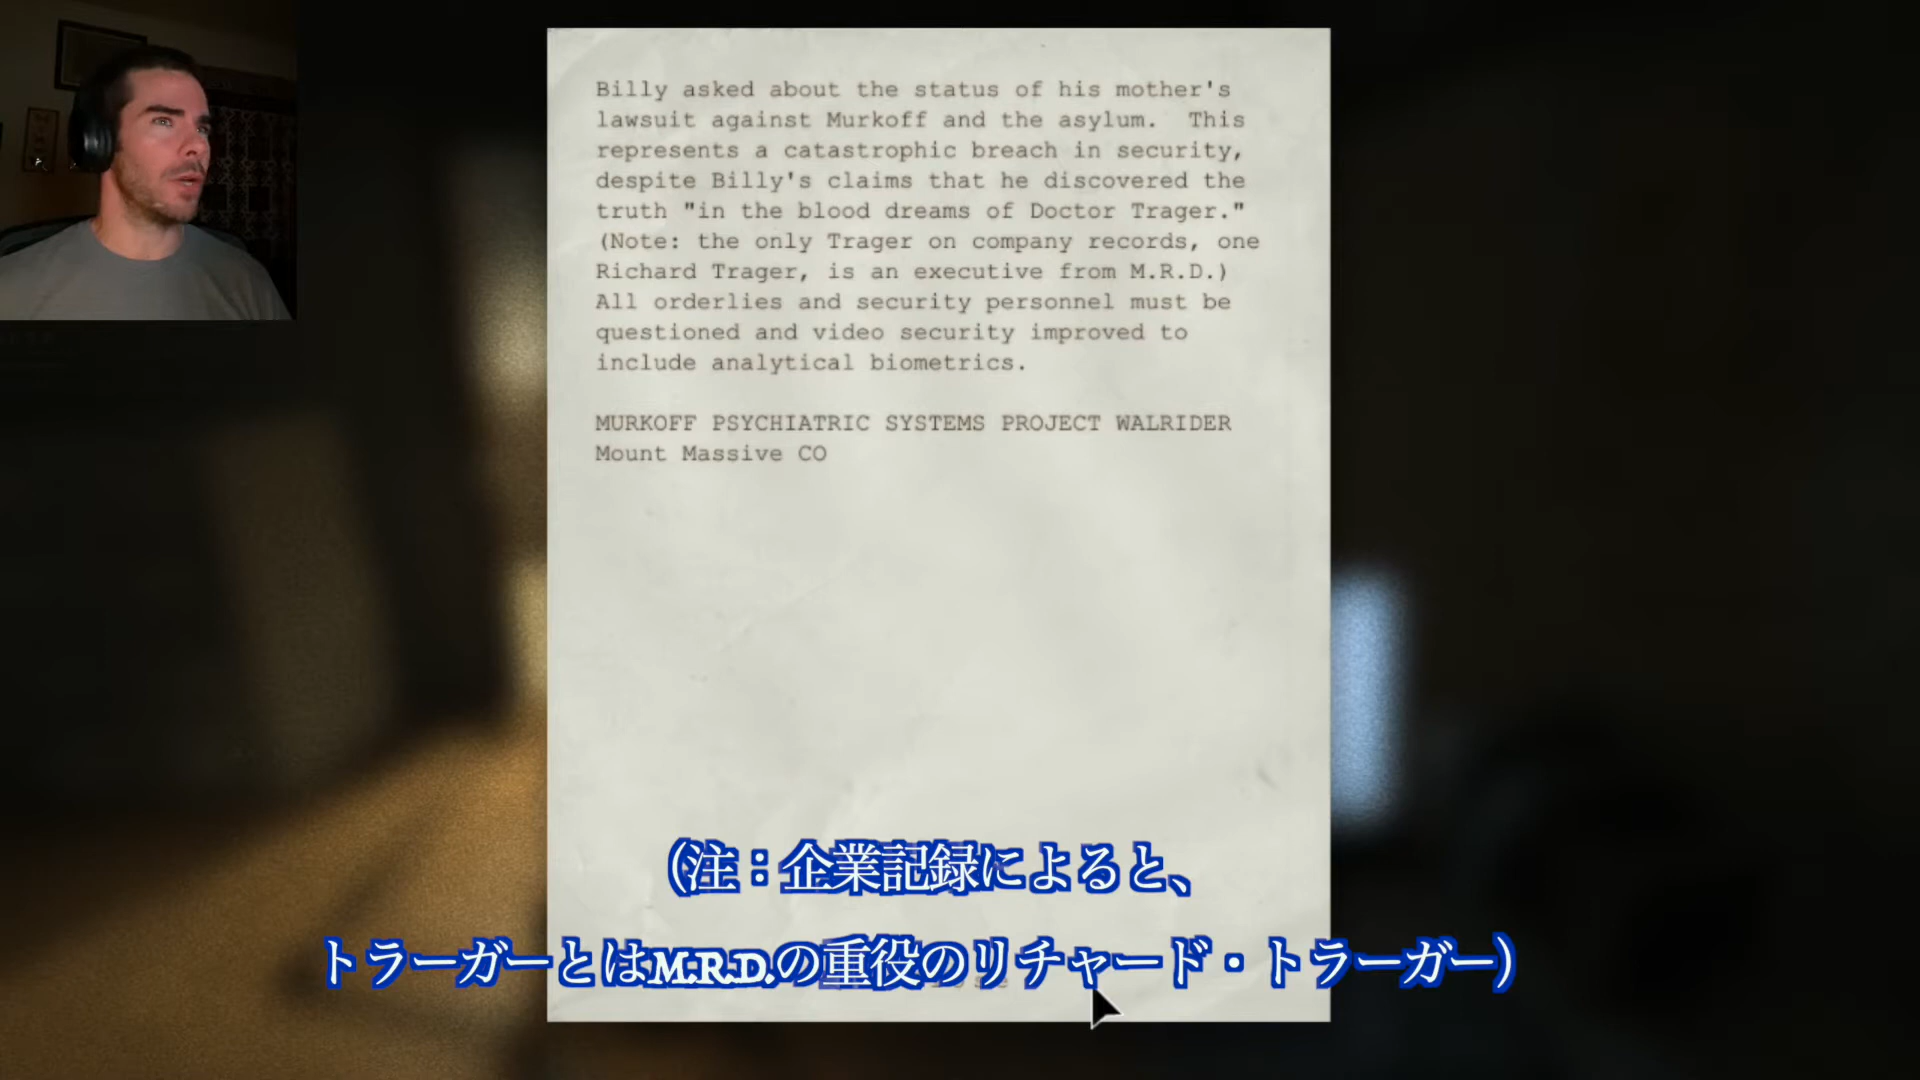 Billy asked about the status of his mother's
lawsuit against Murkoff and the asylum.  This
represents a catastrophic breach in security,
despite Billy's claims that he discovered the
truth "in the blood dreams of Doctor Trager."
(Note: the only Trager on company records, one
Richard Trager, is an executive from M.R.D.)
All orderlies and security personnel must be
questioned and video security improved to
include analytical biometrics.
MURKOFF PSYCHIATRIC SYSTEMS PROJECT WALRIDER
Mount Massive CO
(注：企業記録によると、
トラーガーとはM.R.D.の重役のリチャード・トラーガー)